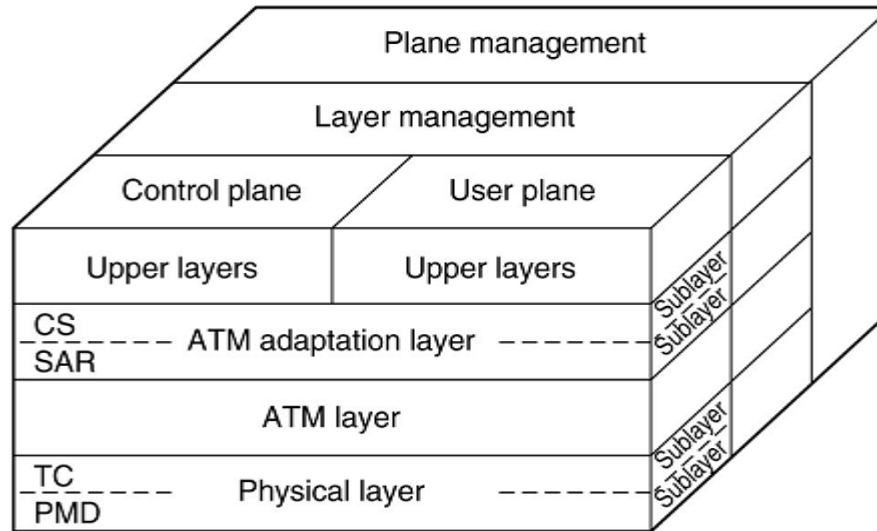 Plane management
Layer management
Control plane
User plane
Upper layers
Upper layers
Sublayer
Sublayer
CS
SAR
ATM adaptation layer
ATM layer
Sublayer
Sublayer
TC
PMD
Physical layer